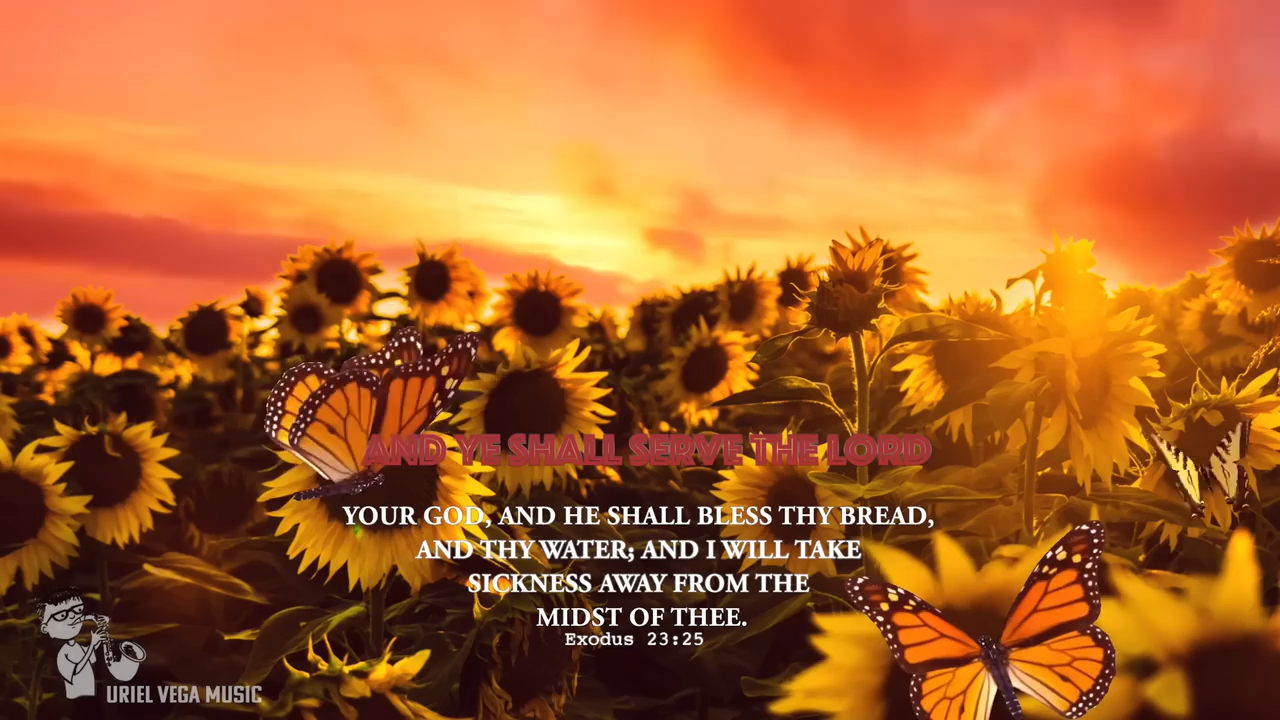 AND YE SHALL SERVE THE LORD
YOUR GOD, AND HE SHALL BLESS THY BREAD,
AND THY WATER; AND I WILL TAKE
SICKNESS AWAY FROM THE
MIDST OF THEE.
Exodus 23:25
URIEL VEGA MUSIC